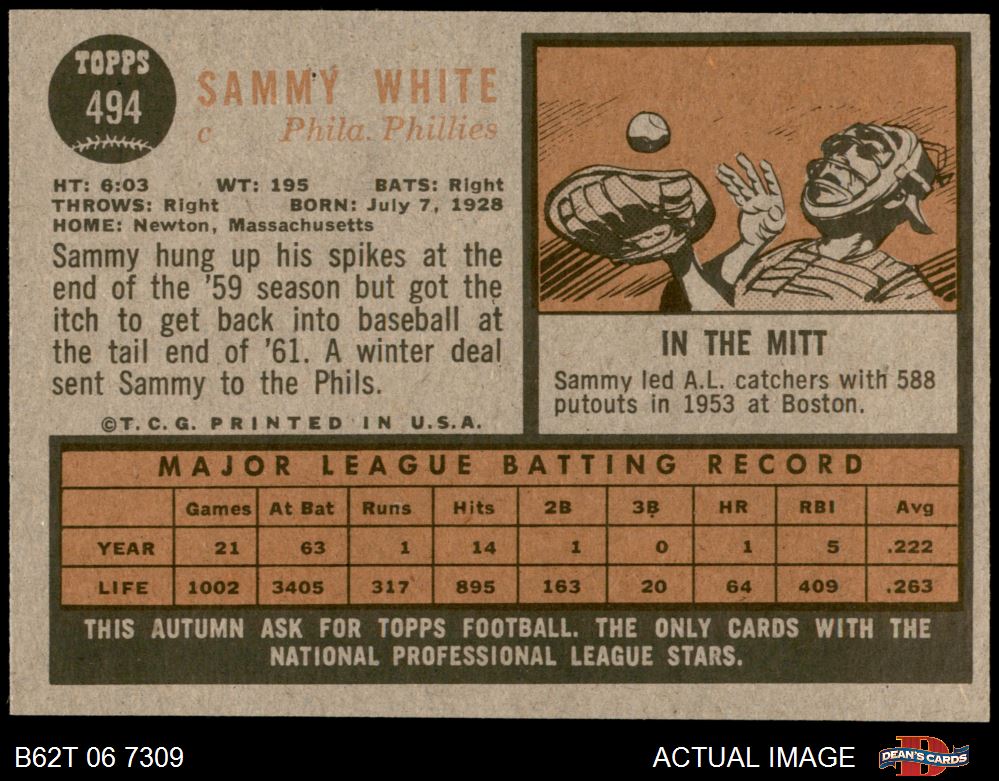 TOPPS
494
SAMMY WHITE
c Phila. Phillies
HT: 6:03 WT: 195 BATS: Right
THROWS: Right BORN: July 7, 1928
HOME: Newton, Massachusetts
Sammy hung up his spikes at the
end of the '59 season but got the
itch to get back into baseball at
the tail end of '61. A winter deal
sent Sammy to the Phils.
©T.C.G. PRINTED IN U.S.A.
IN THE MITT
Sammy led A.L. catchers with 588
putouts in 1953 at Boston.
MAJOR LEAGUE BATTING RECORD
Games At Bat Runs Hits 2B 3B HR RBI Avg
YEAR 21 63 1 14 1 0 1 5 .222
LIFE 1002 3405 317 895 163 20 64 409 .263
THIS AUTUMN ASK FOR TOPPS FOOTBALL. THE ONLY CARDS WITH THE
NATIONAL PROFESSIONAL LEAGUE STARS.
B62T 06 7309 ACTUAL IMAGE DEAN'S CARDS